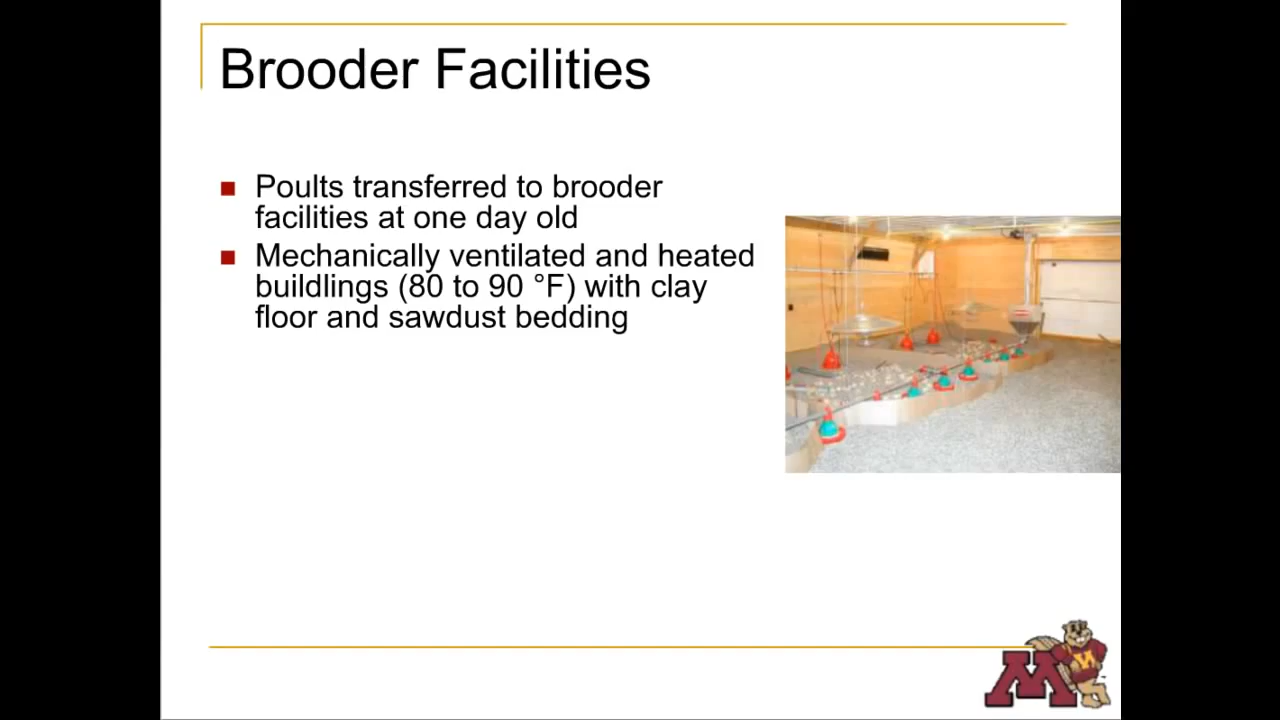 Brooder Facilities
Poults transferred to brooder
facilities at one day old
Mechanically ventilated and heated
buildlings (80 to 90 °F) with clay
floor and sawdust bedding
M